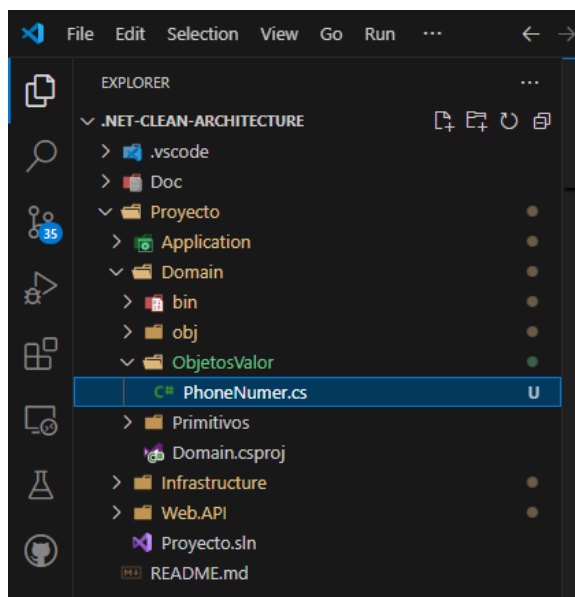 File Edit Selection View Go Run ...
EXPLORER ...
.NET-CLEAN-ARCHITECTURE
.vscode
Doc
Proyecto
35
Application
Domain
bin
obj
ObjetosValor
C# PhoneNumer.cs U
Primitivos
Domain.csproj
Infrastructure
Web.API
Proyecto.sln
M↓ README.md